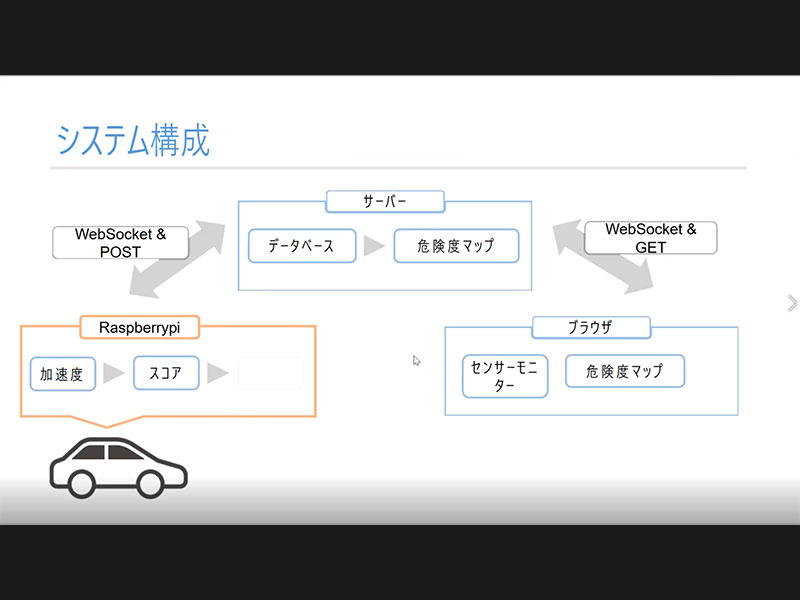 システム構成
サーバー
WebSocket &
POST
データベース
危険度マップ
WebSocket &
GET
Raspberrypi
加速度
スコア
ブラウザ
センサーモニ
ター
危険度マップ